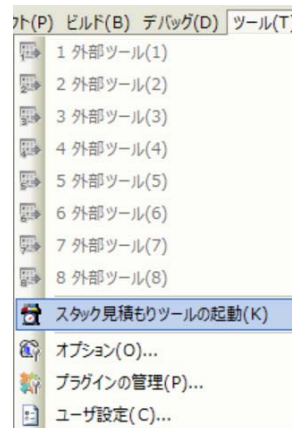 クト(P) ビルド(B) デバッグ(D) ツール(T)
1 外部ツール(1)
2 外部ツール(2)
3 外部ツール(3)
4 外部ツール(4)
5 外部ツール(5)
6 外部ツール(6)
7 外部ツール(7)
8 外部ツール(8)
スタック見積もりツールの起動(K)
オプション(O)...
プラグインの管理(P)...
ユーザ設定(C)...